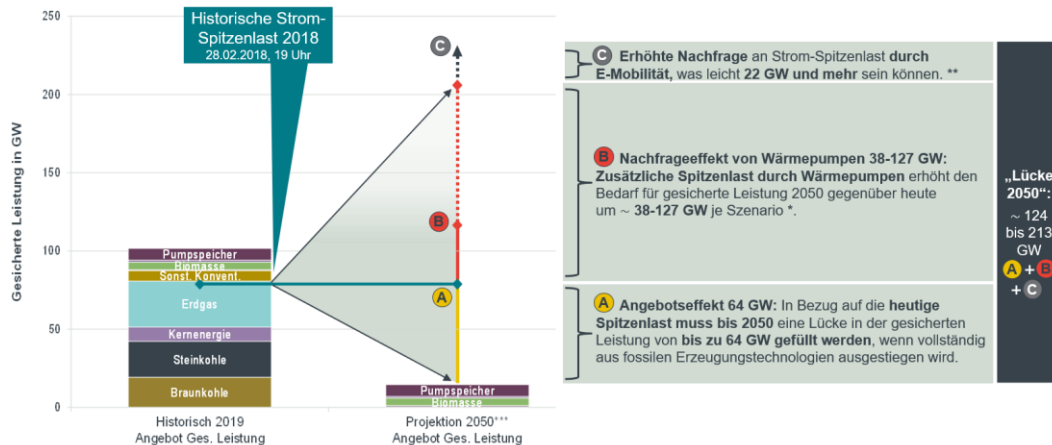 Gesicherte Leistung in GW
250
200
150
100
50
0
Historische Strom-
Spitzenlast 2018
28.02.2018, 19 Uhr
C
B
A
Pumpspeicher
Biomasse
Sonst. Konvent.
Erdgas
Kernenergie
Steinkohle
Braunkohle
Pumpspeicher
Biomasse
Historisch 2019
Angebot Ges. Leistung
Projektion 2050***
Angebot Ges. Leistung
C Erhöhte Nachfrage an Strom-Spitzenlast durch
E-Mobilität, was leicht 22 GW und mehr sein können. **
B Nachfrageeffekt von Wärmepumpen 38-127 GW:
Zusätzliche Spitzenlast durch Wärmepumpen erhöht den
Bedarf für gesicherte Leistung 2050 gegenüber heute
um ~ 38-127 GW je Szenario *.
A Angebotseffekt 64 GW: In Bezug auf die heutige
Spitzenlast muss bis 2050 eine Lücke in der gesicherten
Leistung von bis zu 64 GW gefüllt werden, wenn vollständig
aus fossilen Erzeugungstechnologien ausgestiegen wird.
„Lücke
2050“:
~ 124
bis 213
GW
A + B
+ C